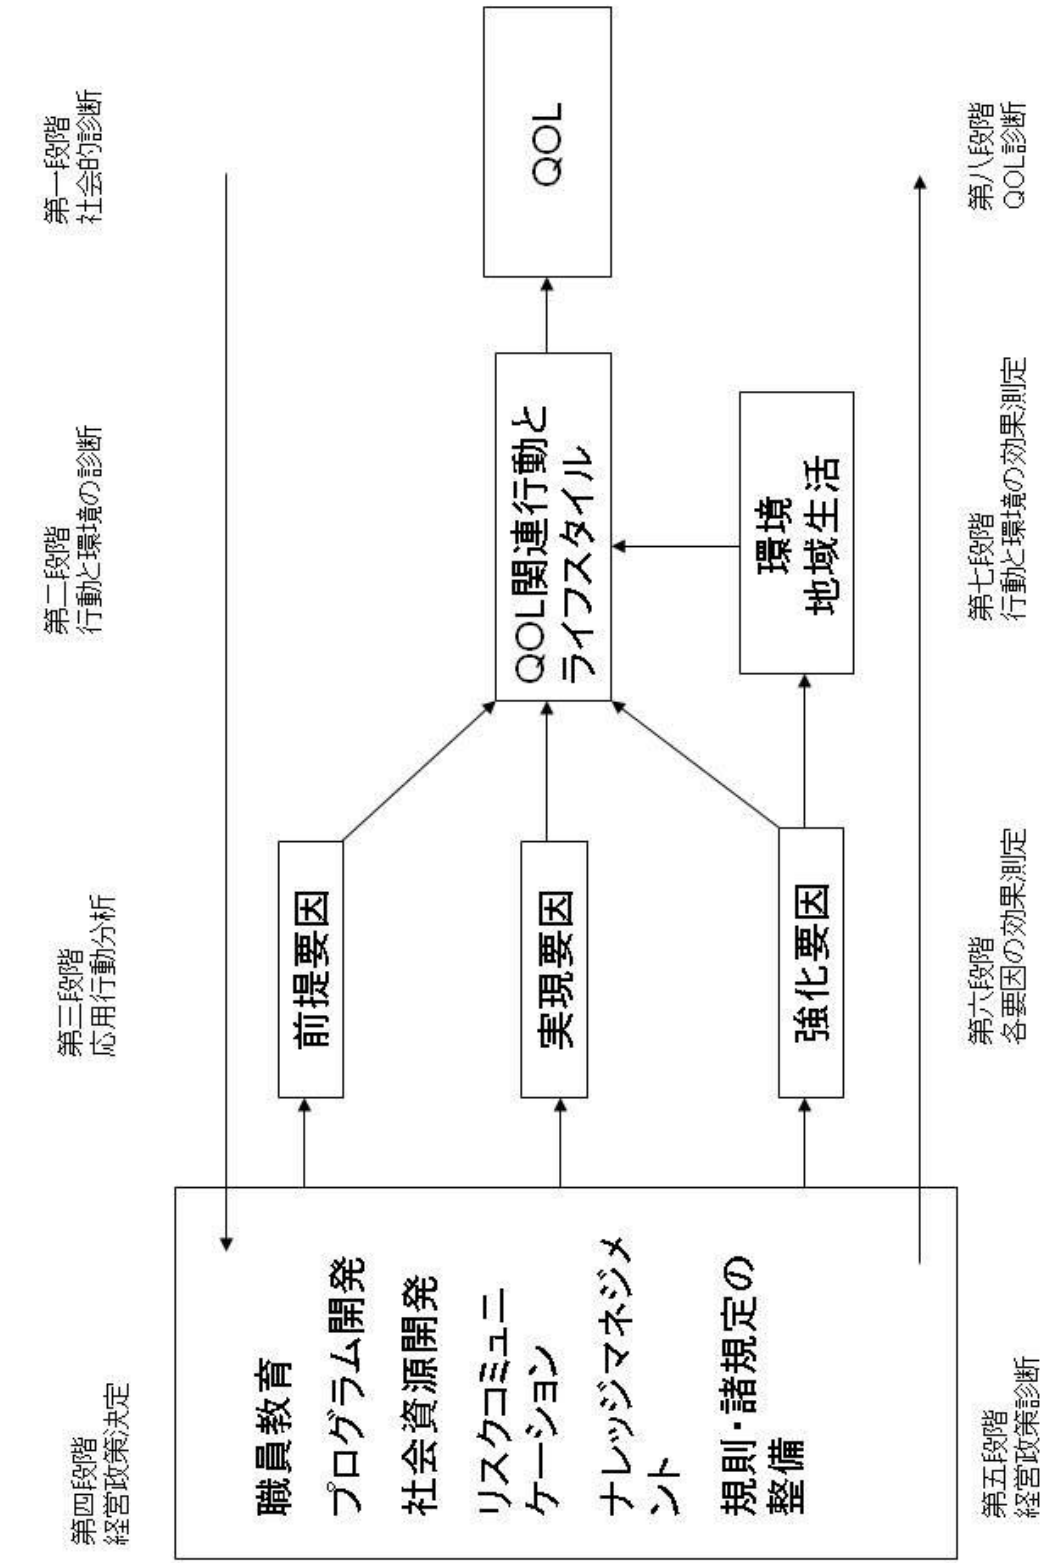 第四段階
経営政策決定
第三段階
応用行動分析
第二段階
行動と環境の診断
第一段階
社会的診断
職員教育
プログラム開発
社会資源開発
リスクコミュニ
ケーション
ナレッジマネジメ
ント
規則・諸規定の
整備
前提要因
実現要因
強化要因
QOL関連行動と
ライフスタイル
環境
地域生活
QOL
第五段階
経営政策診断
第六段階
各要因の効果測定
第七段階
行動と環境の効果測定
第八段階
QOL診断